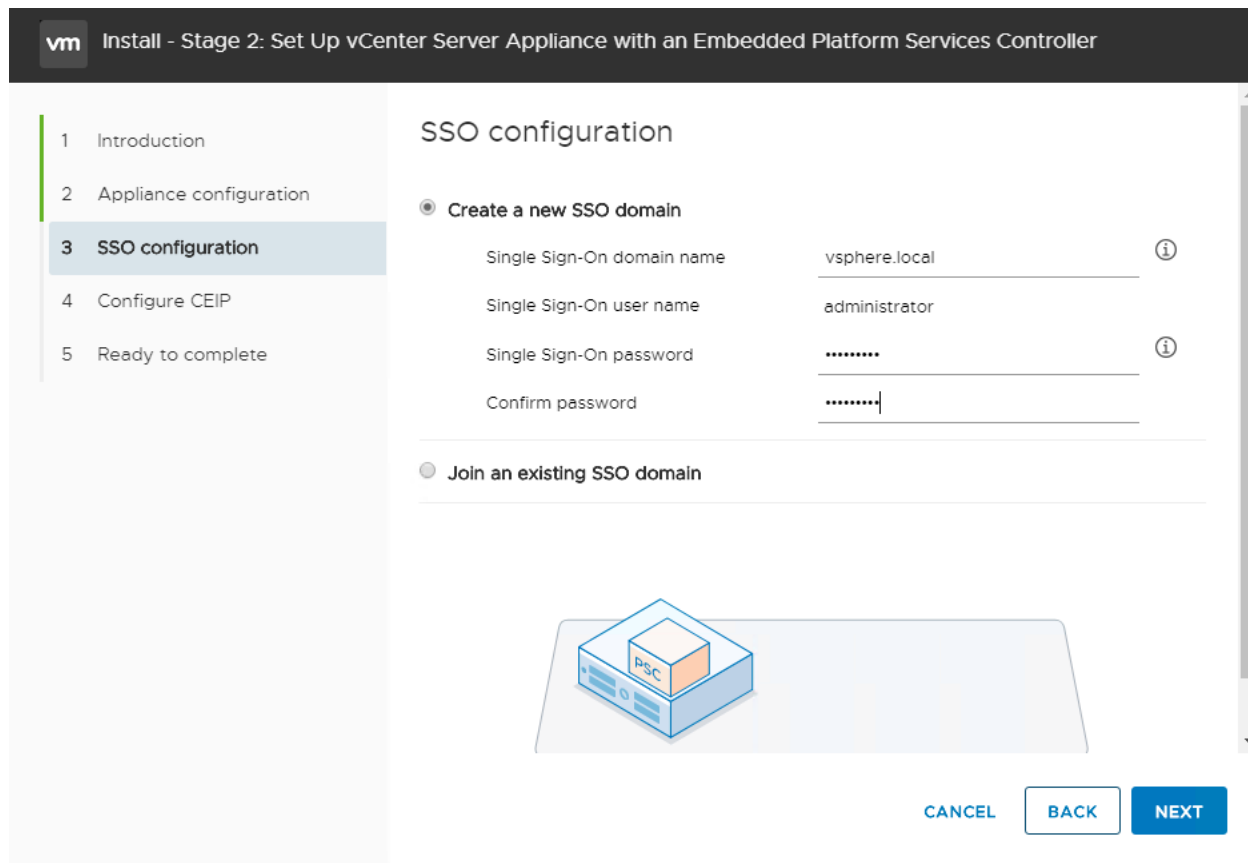 vm Install - Stage 2: Set Up vCenter Server Appliance with an Embedded Platform Services Controller
1 Introduction
2 Appliance configuration
3 SSO configuration
4 Configure CEIP
5 Ready to complete
SSO configuration
Create a new SSO domain
Single Sign-On domain name vsphere.local
Single Sign-On user name administrator
Single Sign-On password •••••••••
Confirm password •••••••••
Join an existing SSO domain
PSC
CANCEL BACK NEXT